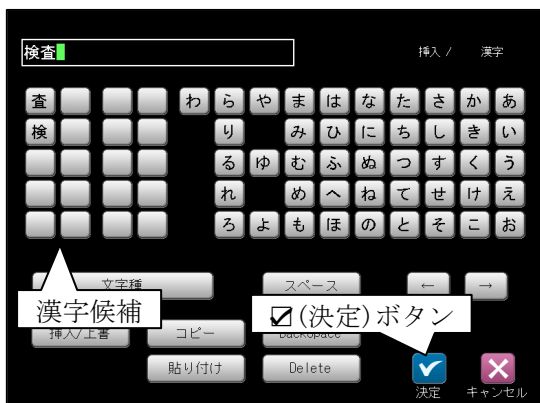 検査 挿入 / 漢字
査 わ ら や ま は な た さ か あ
検 り み ひ に ち し き い
る ゆ む ふ ぬ つ す く う
れ め へ ね て せ け え
ろ よ も ほ の と そ こ お
文字種 スペース ← →
漢字候補 ☑(決定)ボタン
挿入/上書 コピー BackSpace
貼り付け Delete
決定 キャンセル